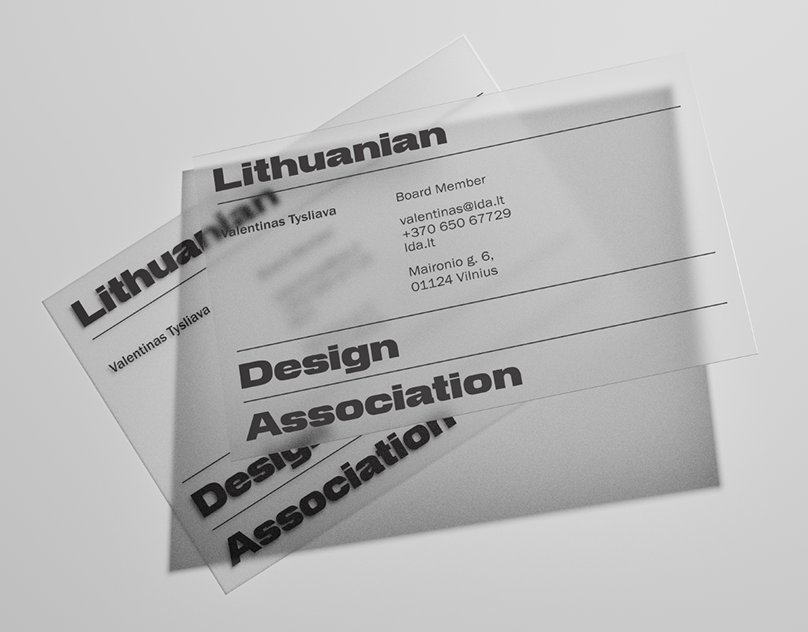 Lithuanian
Valentinas Tysliava
Board Member
valentinas@lda.lt
+370 650 67729
lda.lt
Maironio g. 6,
01124 Vilnius
Design
Association
Lithuanian
Valentinas Tysliava
Design
Association